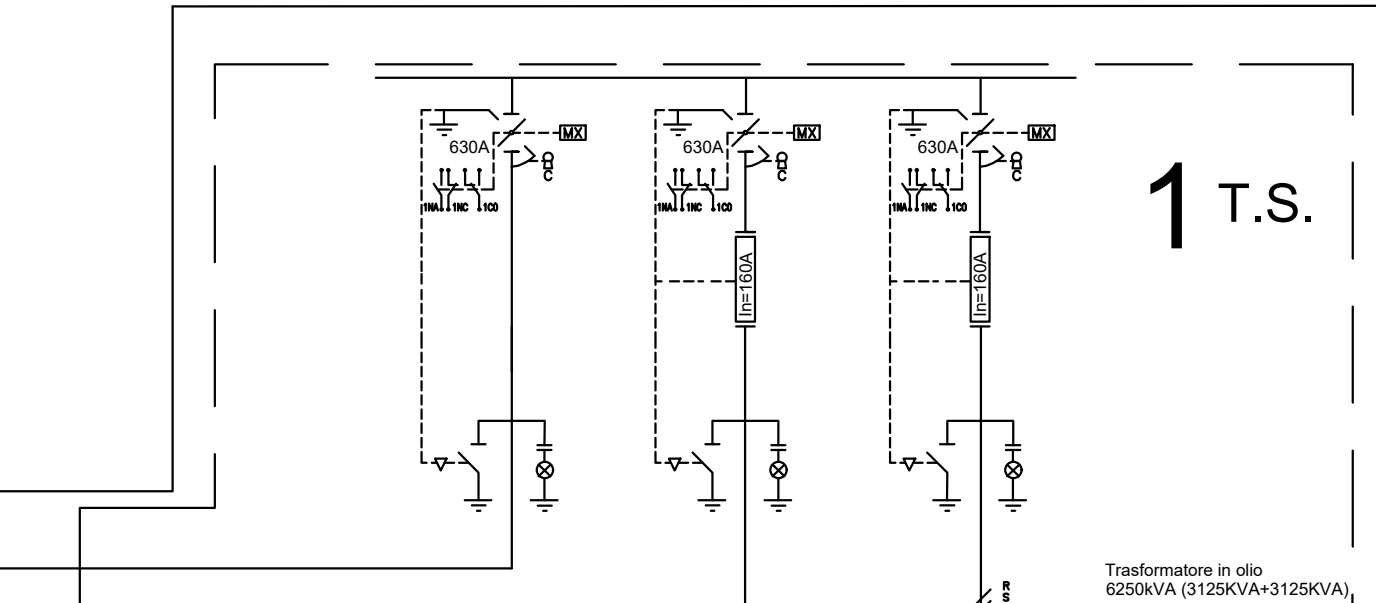 MX
MX
MX
630A
630A
630A
C
C
C
1NA 1NC 1CO
1NA 1NC 1CO
1NA 1NC 1CO
1 T.S.
In=160A
In=160A
Trasformatore in olio
6250kVA (3125KVA+3125KVA)
R
S